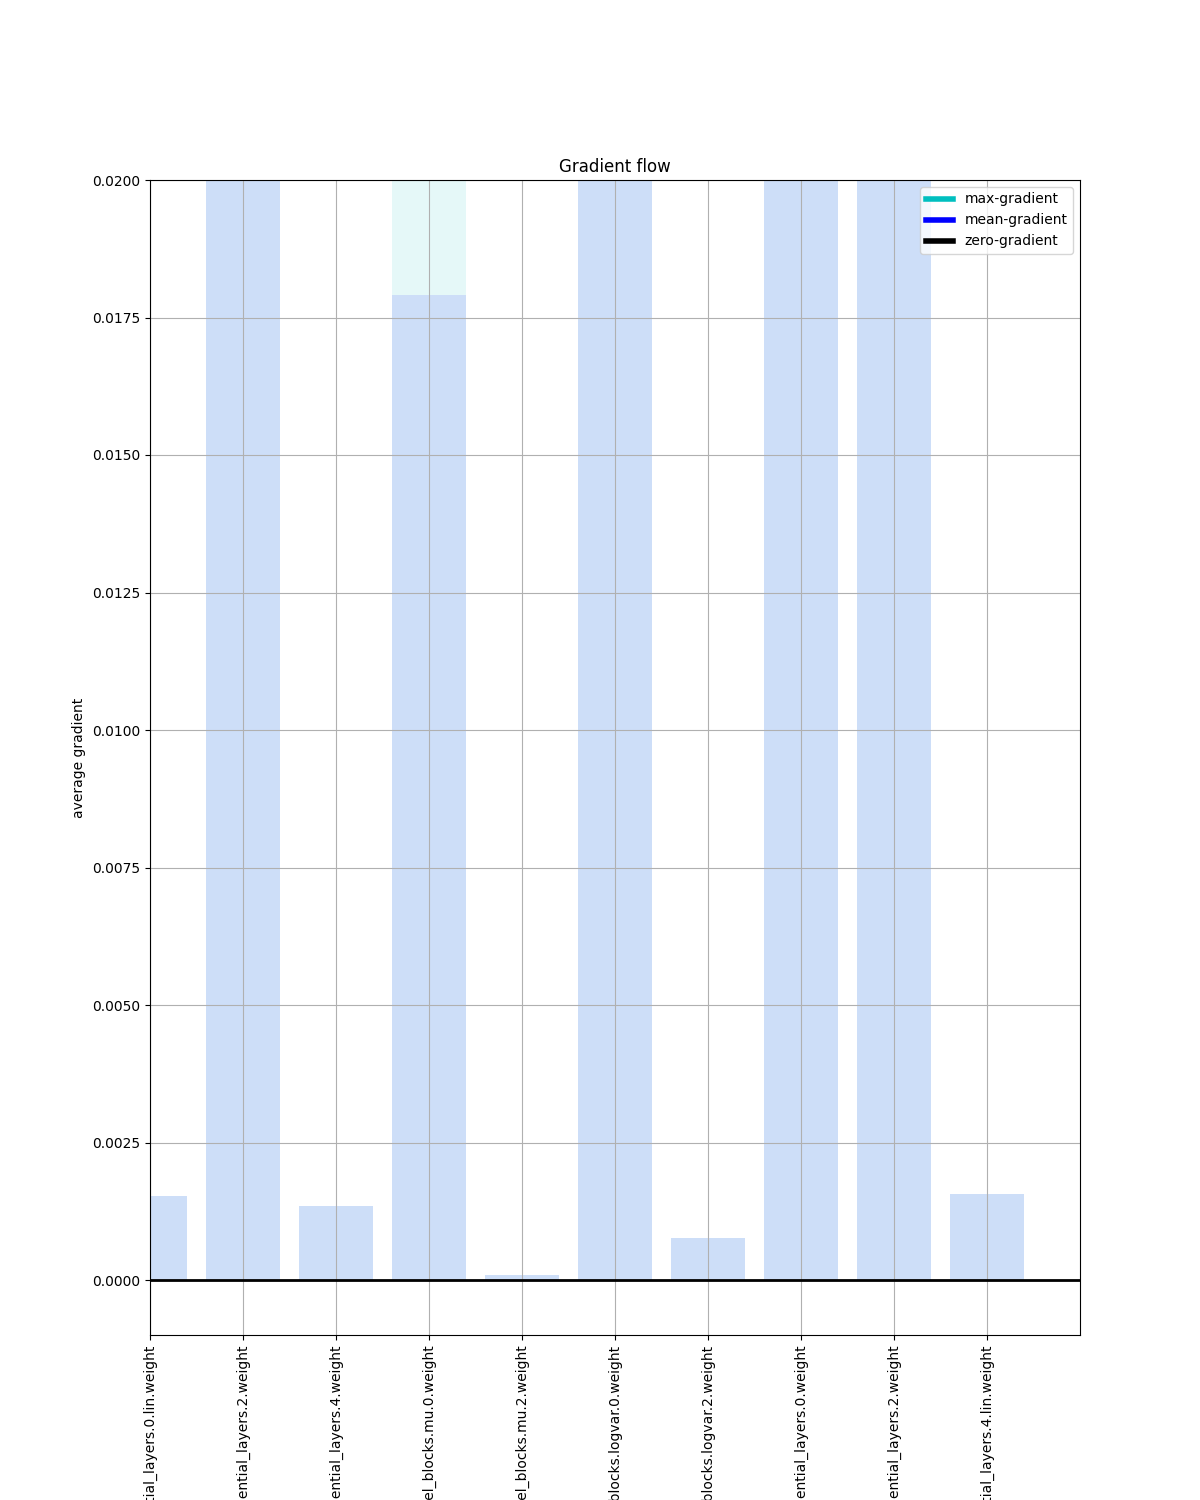 Gradient flow
max-gradient
mean-gradient
zero-gradient
0.0200
0.0175
0.0150
0.0125
0.0100
0.0075
0.0050
0.0025
0.0000
average gradient
tial_layers.0.lin.weight
ential_layers.2.weight
ential_layers.4.weight
el_blocks.mu.0.weight
el_blocks.mu.2.weight
blocks.logvar.0.weight
blocks.logvar.2.weight
ential_layers.0.weight
ential_layers.2.weight
tial_layers.4.lin.weight